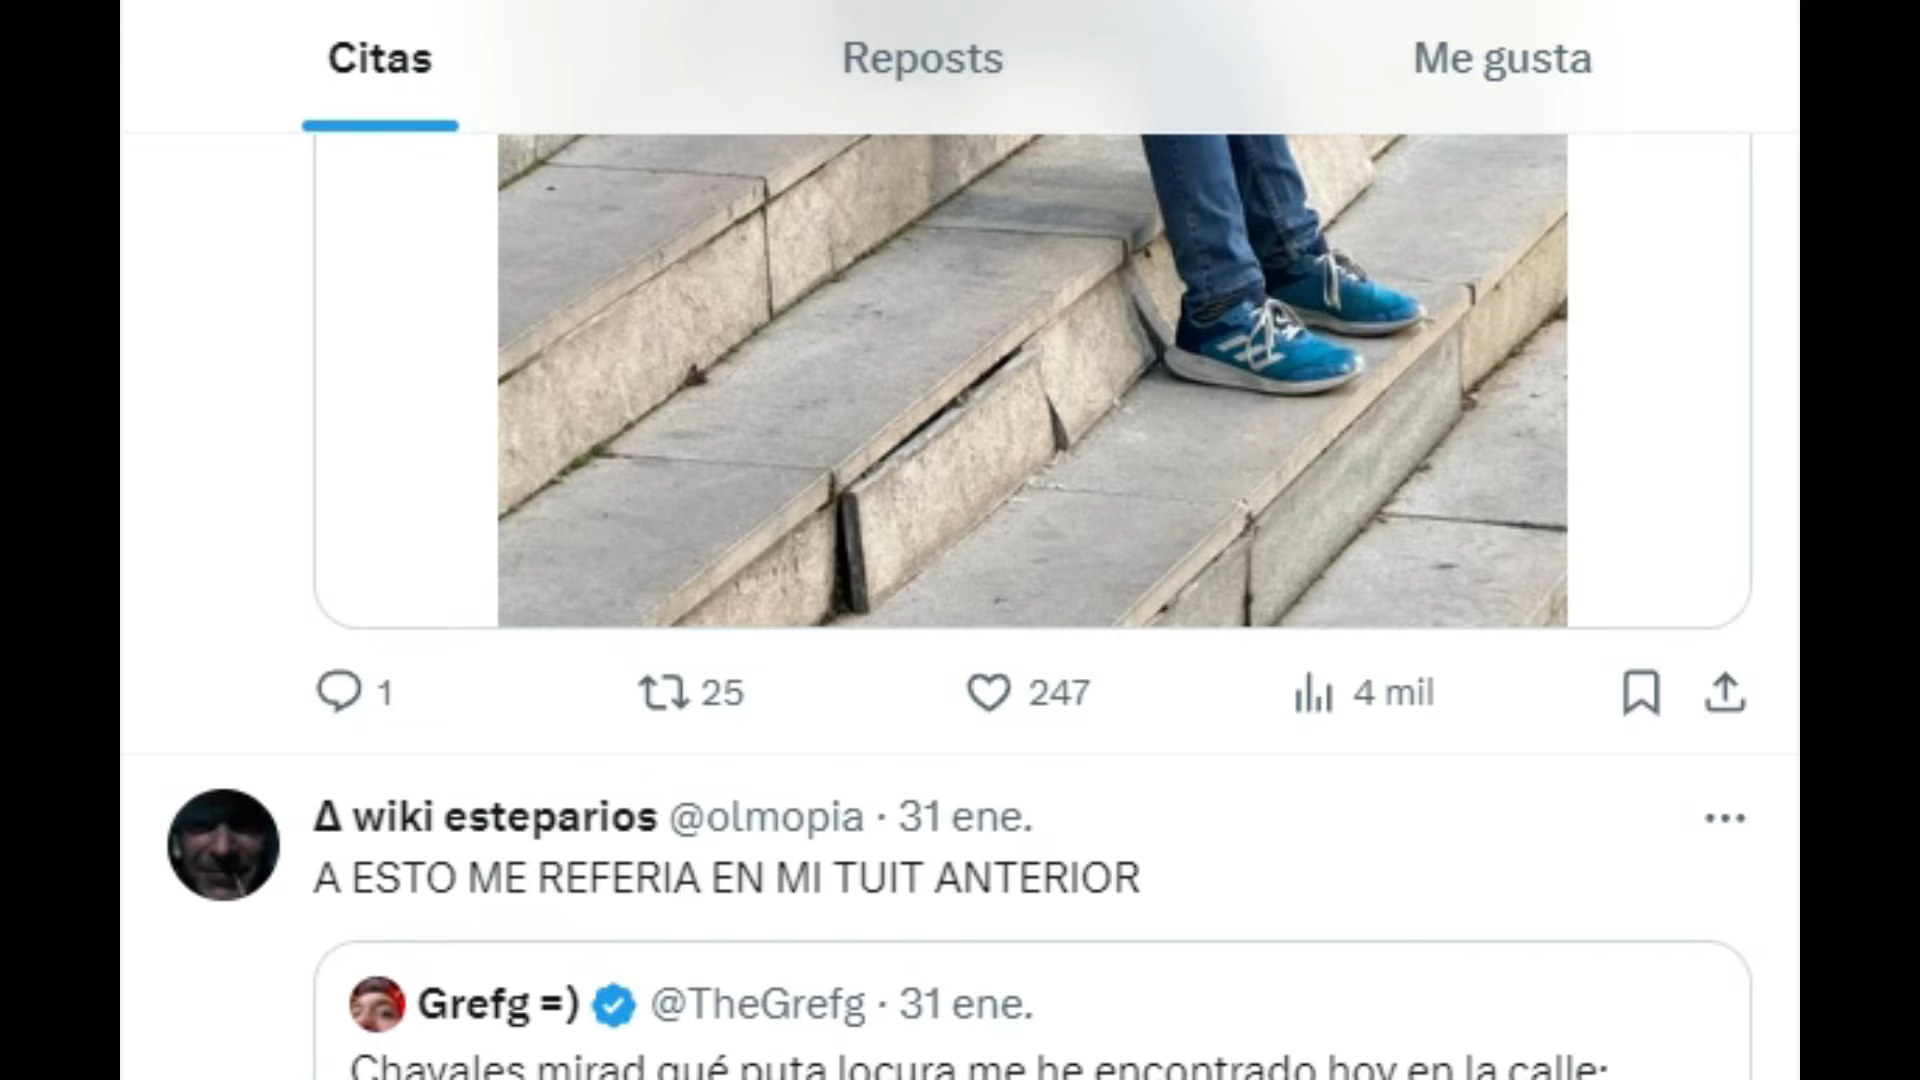 Citas Reposts Me gusta
1 25 247 4 mil
Δ wiki esteparios @olmopia · 31 ene.
A ESTO ME REFERIA EN MI TUIT ANTERIOR
Grefg =) @TheGrefg · 31 ene.
Chavales mirad qué puta locura me he encontrado hoy en la calle: